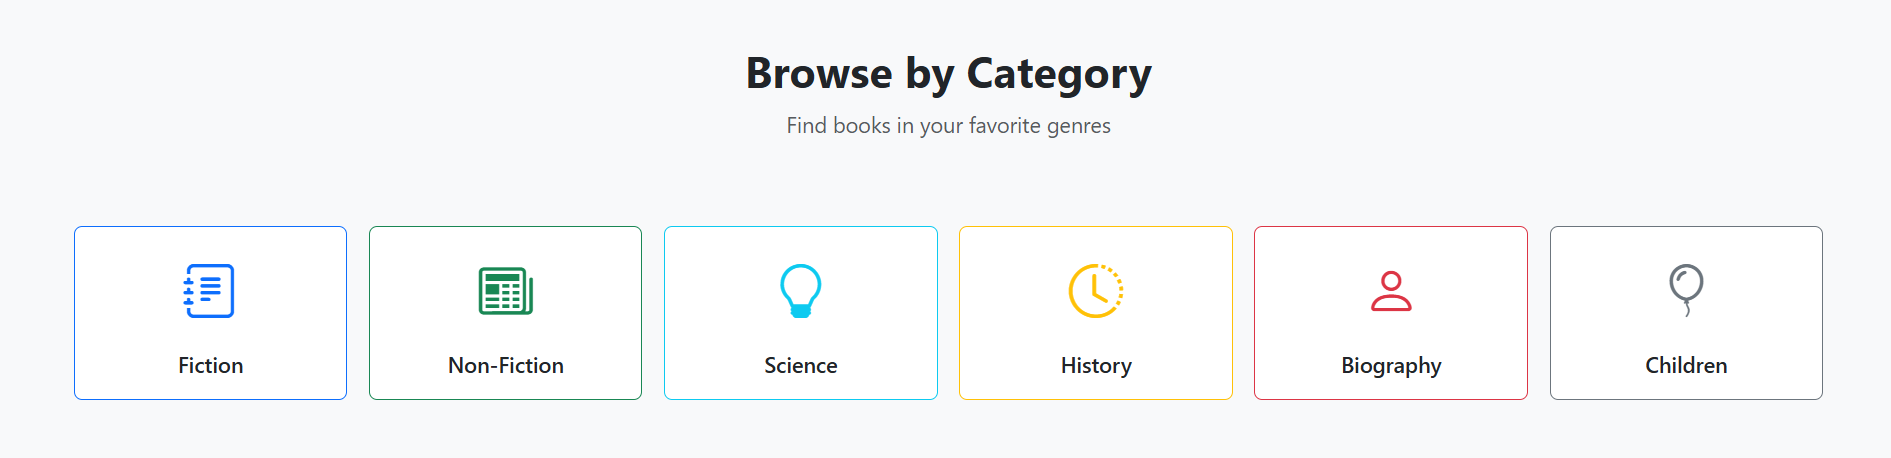 Browse by Category
Find books in your favorite genres
Fiction
Non-Fiction
Science
History
Biography
Children